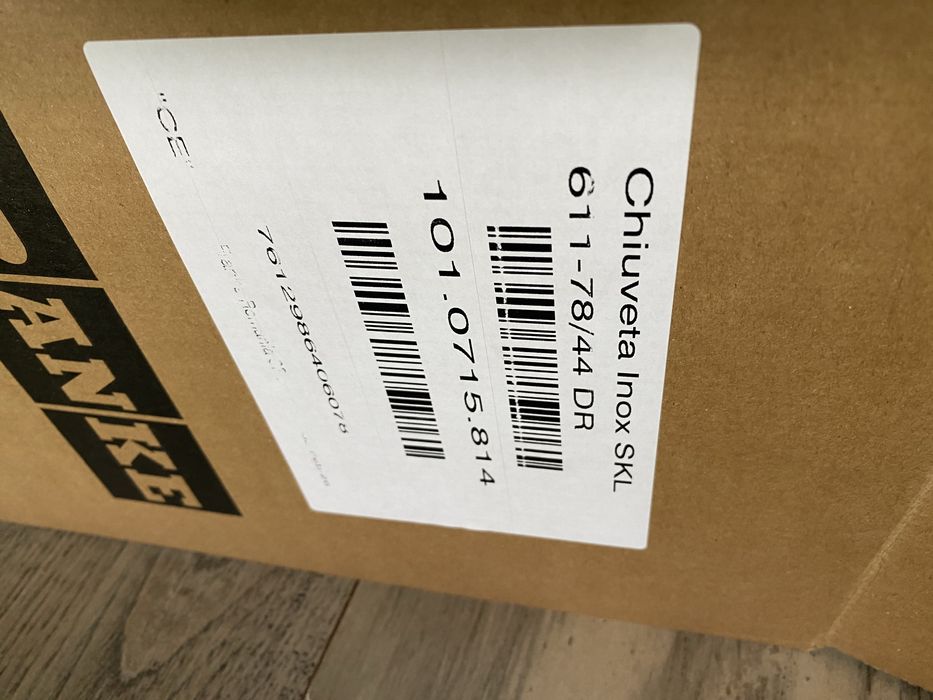 Chiuveta Inox SKL
611-78/44 DR
101.0715.814
7612986406078
"CE"
ANKE